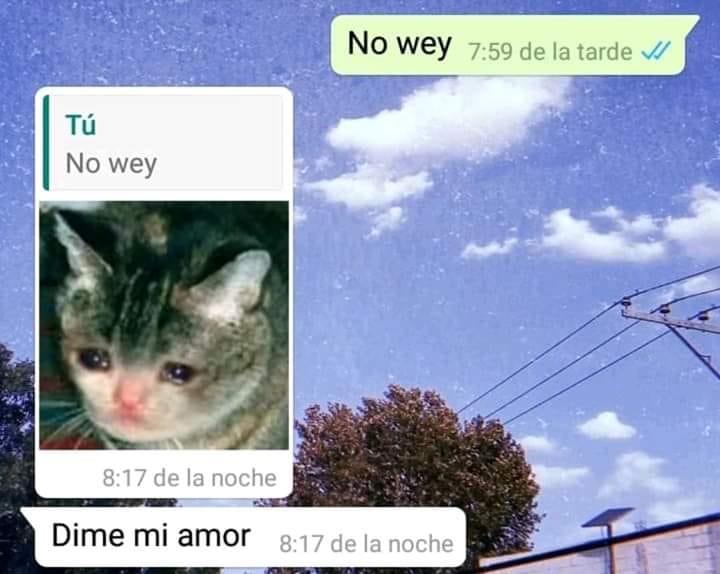 No wey 7:59 de la tarde
Tú
No wey
8:17 de la noche
Dime mi amor 8:17 de la noche